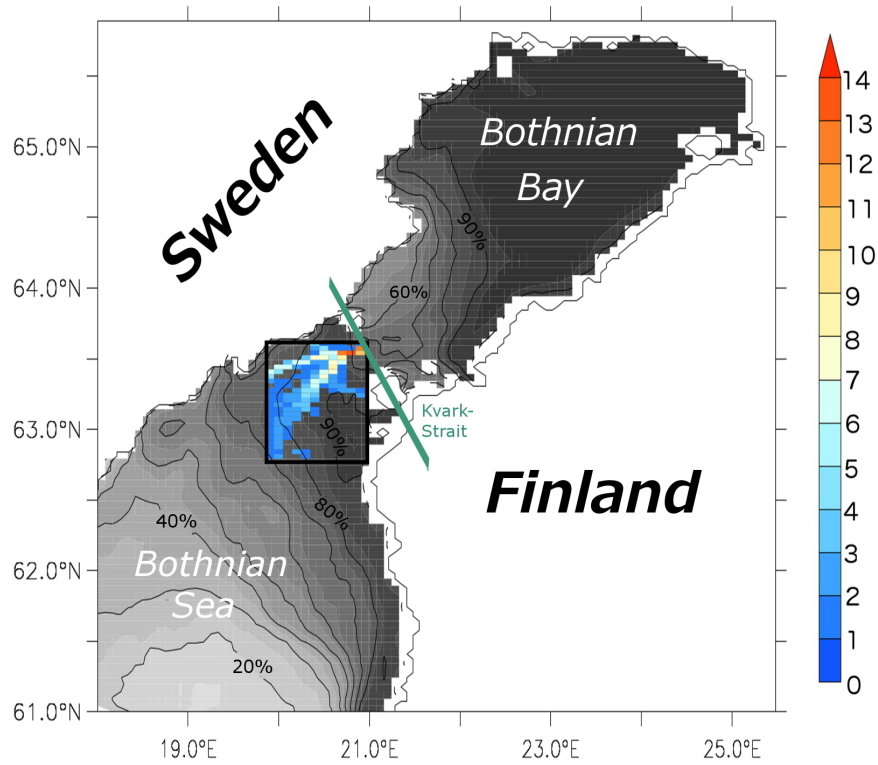 Sweden
Bothnian
Bay
90%
60%
Kvark-
Strait
90%
80%
Finland
40%
Bothnian
Sea
20%
65.0°N
64.0°N
63.0°N
62.0°N
61.0°N
19.0°E
21.0°E
23.0°E
25.0°E
14
13
12
11
10
9
8
7
6
5
4
3
2
1
0